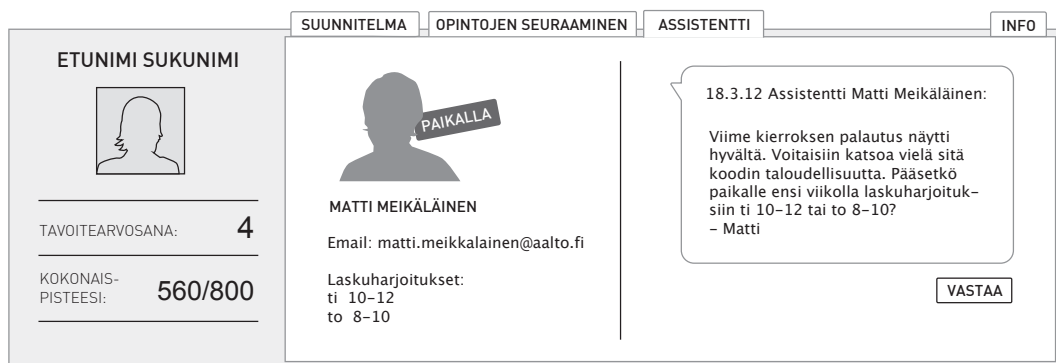 SUUNNITELMA
OPINTOJEN SEURAAMINEN
ASSISTENTTI
INFO
ETUNIMI SUKUNIMI
TAVOITEARVOSANA: 4
KOKONAIS-
PISTEESI: 560/800
PAIKALLA
MATTI MEIKÄLÄINEN
Email: matti.meikkalainen@aalto.fi
Laskuharjoitukset:
ti 10–12
to 8–10
18.3.12 Assistentti Matti Meikäläinen:
Viime kierroksen palautus näytti
hyvältä. Voitaisiin katsoa vielä sitä
koodin taloudellisuutta. Pääsetkö
paikalle ensi viikolla laskuharjoituk-
siin ti 10–12 tai to 8–10?
– Matti
VASTAA